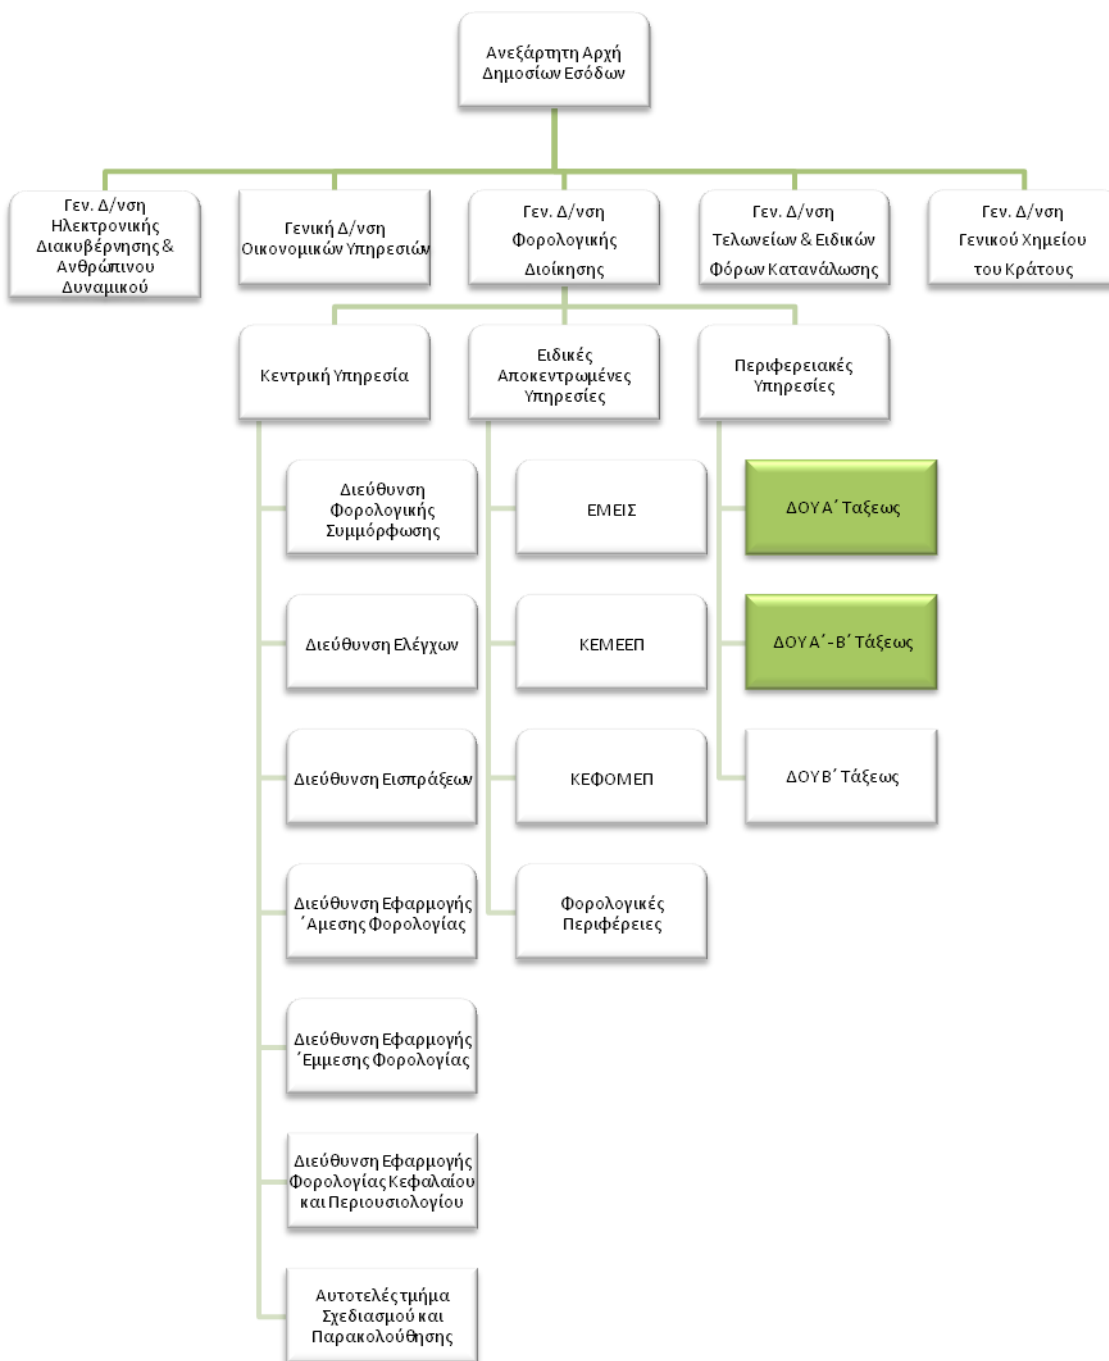 Ανεξάρτητη Αρχή
Δημοσίων Εσόδων
Γεν. Δ/νση
Ηλεκτρονικής
Διακυβέρνησης &
Ανθρώπινου
Δυναμικού
Γενική Δ/νση
Οικονομικών Υπηρεσιών
Γεν. Δ/νση
Φορολογικής
Διοίκησης
Γεν. Δ/νση
Τελωνείων & Ειδικών
Φόρων Κατανάλωσης
Γεν. Δ/νση
Γενικού Χημείου
του Κράτους
Κεντρική Υπηρεσία
Ειδικές
Αποκεντρωμένες
Υπηρεσίες
Περιφερειακές
Υπηρεσίες
Διεύθυνση
Φορολογικής
Συμμόρφωσης
Διεύθυνση Ελέγχων
Διεύθυνση Εισπράξεων
Διεύθυνση Εφαρμογής
΄Αμεσης Φορολογίας
Διεύθυνση Εφαρμογής
΄Εμμεσης Φορολογίας
Διεύθυνση Εφαρμογής
Φορολογίας Κεφαλαίου
και Περιουσιολογίου
Αυτοτελές τμήμα
Σχεδιασμού και
Παρακολούθησης
ΕΜΕΙΣ
ΚΕΜΕΕΠ
ΚΕΦΟΜΕΠ
Φορολογικές
Περιφέρειες
ΔΟΥ Α΄ Ταξεως
ΔΟΥ Α΄-Β΄ Τάξεως
ΔΟΥ Β΄ Τάξεως